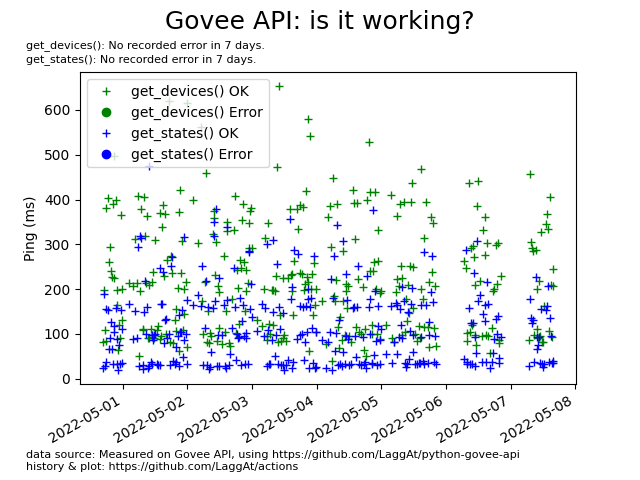 Govee API: is it working?
get_devices(): No recorded error in 7 days.
get_states(): No recorded error in 7 days.
get_devices() OK
get_devices() Error
get_states() OK
get_states() Error
Ping (ms)
600
500
400
300
200
100
0
2022-05-01
2022-05-02
2022-05-03
2022-05-04
2022-05-05
2022-05-06
2022-05-07
2022-05-08
data source: Measured on Govee API, using https://github.com/LaggAt/python-govee-api
history & plot: https://github.com/LaggAt/actions